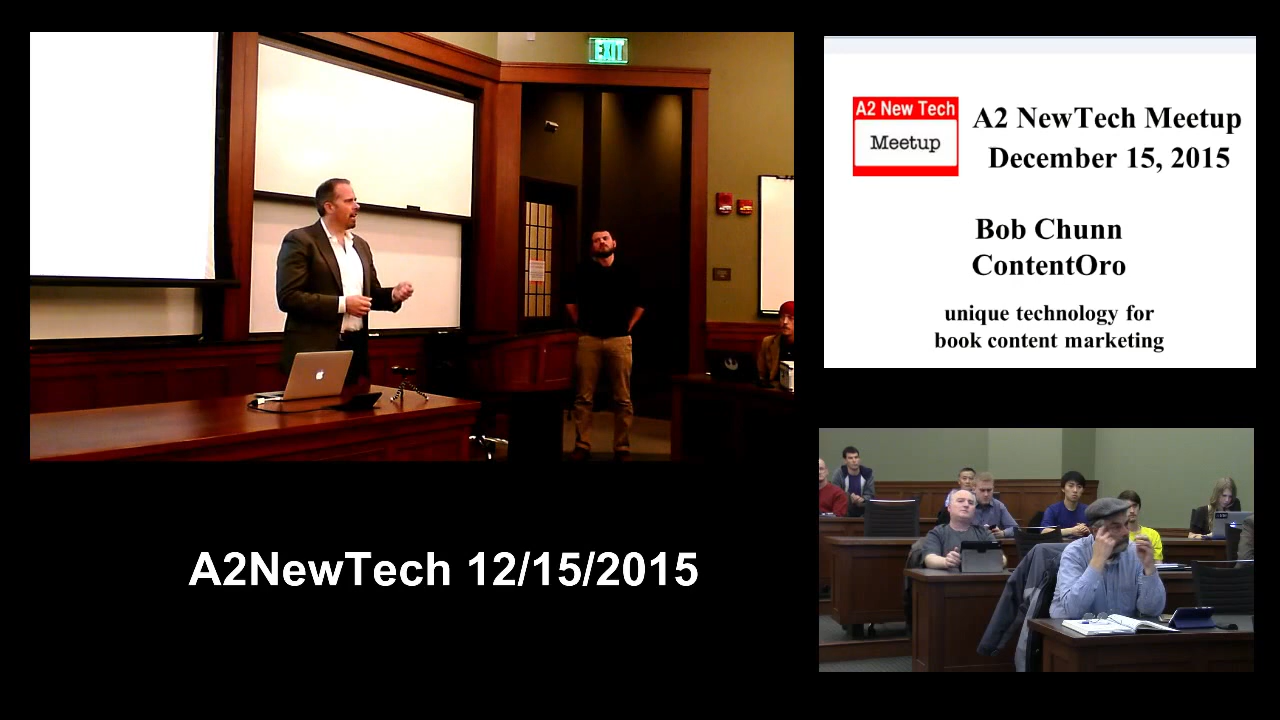 EXIT
A2 New Tech
Meetup
A2 NewTech Meetup
December 15, 2015
Bob Chunn
ContentOro
unique technology for
book content marketing
A2NewTech 12/15/2015